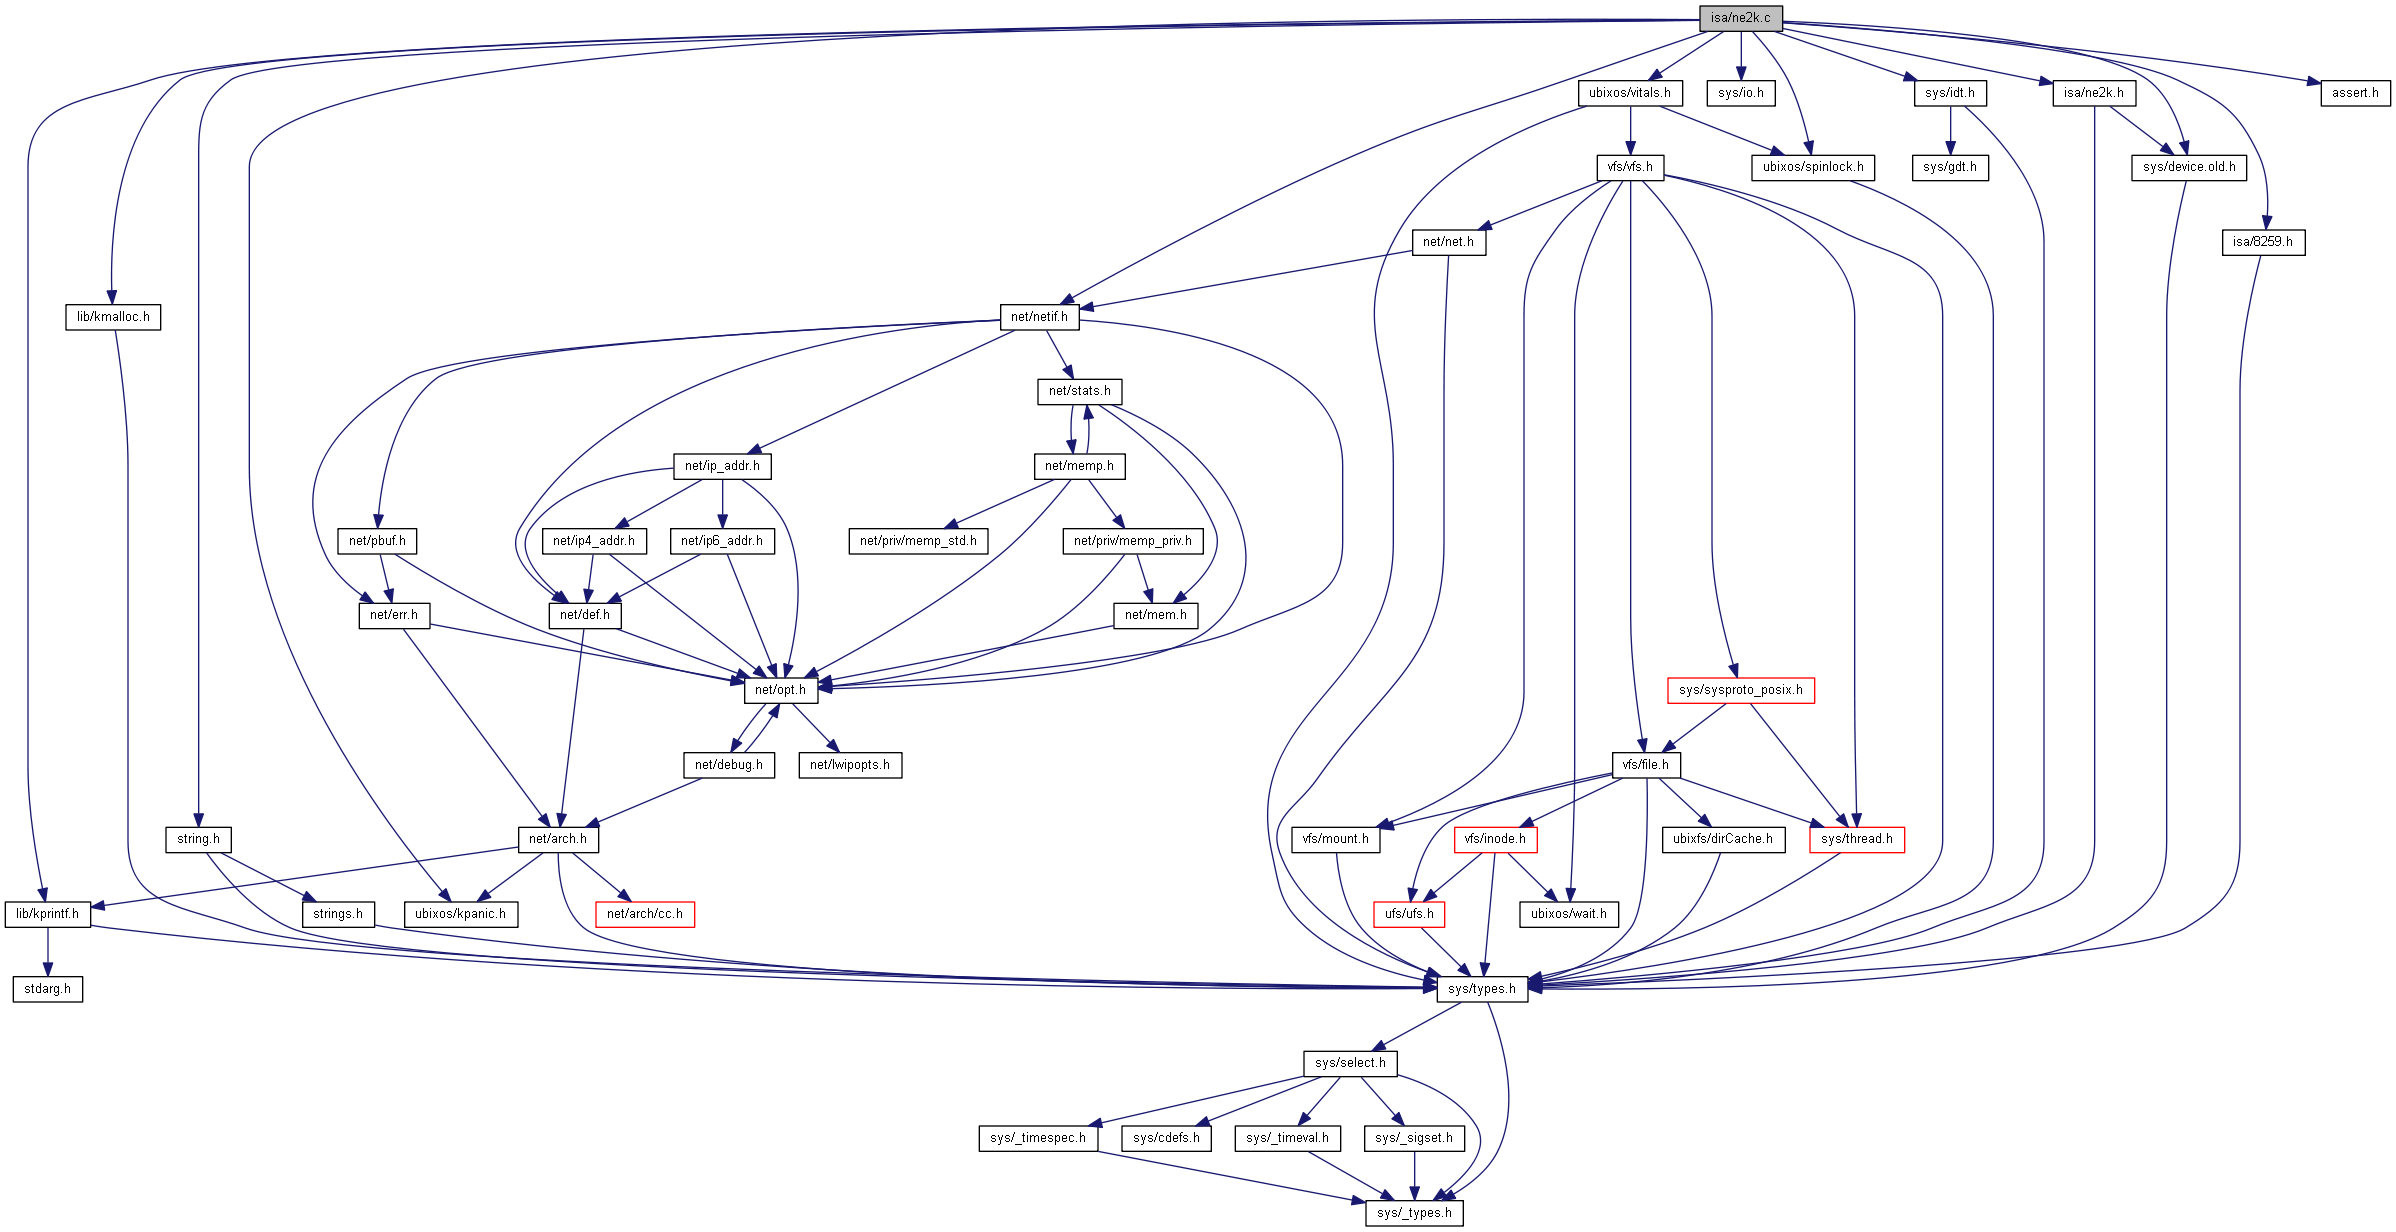 isa/ne2k.c
ubixos/vitals.h
sys/io.h
sys/idt.h
isa/ne2k.h
assert.h
vfs/vfs.h
ubixos/spinlock.h
sys/gdt.h
sys/device.old.h
net/net.h
isa/8259.h
lib/kmalloc.h
net/netif.h
net/stats.h
net/ip_addr.h
net/memp.h
net/pbuf.h
net/ip4_addr.h
net/ip6_addr.h
net/priv/memp_std.h
net/priv/memp_priv.h
net/err.h
net/def.h
net/mem.h
net/opt.h
sys/sysproto_posix.h
net/debug.h
net/lwipopts.h
vfs/file.h
string.h
net/arch.h
vfs/mount.h
vfs/inode.h
ubixfs/dirCache.h
sys/thread.h
lib/kprintf.h
strings.h
ubixos/kpanic.h
net/arch/cc.h
ufs/ufs.h
ubixos/wait.h
stdarg.h
sys/types.h
sys/select.h
sys/_timespec.h
sys/cdefs.h
sys/_timeval.h
sys/_sigset.h
sys/_types.h